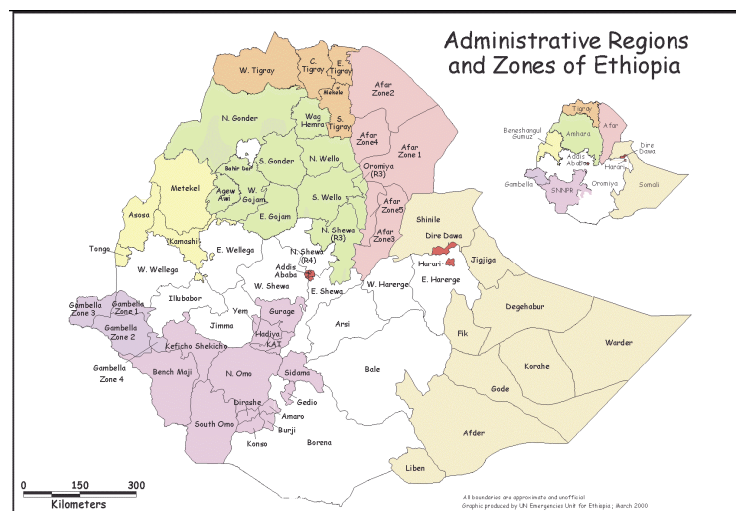 Administrative Regions
and Zones of Ethiopia
W. Tigray
C.
Tigray
E.
Tigray
Mekele
S.
Tigray
Afar
Zone2
N. Gonder
Wag
Hemra
Afar
Zone4
Afar
Zone 1
Bahir Dar
S. Gonder
N. Wello
Oromiya
(R3)
Metekel
Agew
Awi
W.
Gojam
S. Wello
Afar
Zone5
Asosa
E. Gojam
N. Shewa
(R3)
Afar
Zone3
Shinile
Dire Dawa
Tongo
(Kamashi)
E. Wellega
N. Shewa
(R4)
Harari
Jigjiga
W. Wellega
Addis
Ababa
W. Shewa
E. Shewa
W. Harerge
E. Harerge
Gambella
Zone 3
Gambella
Zone 1
Illubabor
Yem
Gurage
Degehabur
Gambella
Zone 2
Jimma
Hadiya
KAT
Arsi
Fik
Warder
Keficho Shekicho
Gambella
Zone 4
Bench Maji
N. Omo
Sidama
Bale
Korahe
Gode
Dirashe
Gedio
Amaro
Burji
South Omo
Konso
Borena
Afder
Liben
Tigray
Beneshangul
Gumuz
Amhara
Afar
Dire
Dawa
Addis
Ababa
Harari
Gambella
SNNPR
Oromiya
Somali
0 150 300
Kilometers
All boundaries are approximate and unofficial
Graphic produced by UN Emergencies Unit for Ethiopia; March 2000